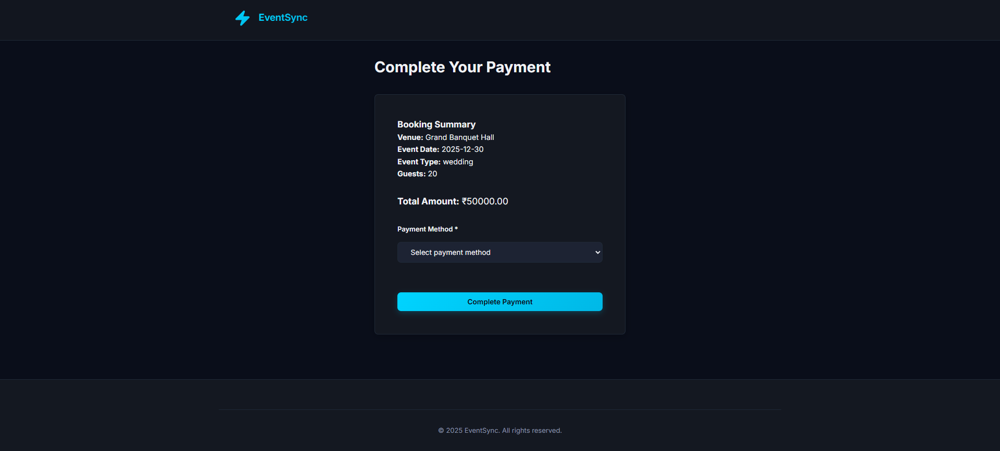 EventSync
Complete Your Payment
Booking Summary
Venue: Grand Banquet Hall
Event Date: 2025-12-30
Event Type: wedding
Guests: 20
Total Amount: ₹50000.00
Payment Method *
Select payment method
Complete Payment
© 2025 EventSync. All rights reserved.